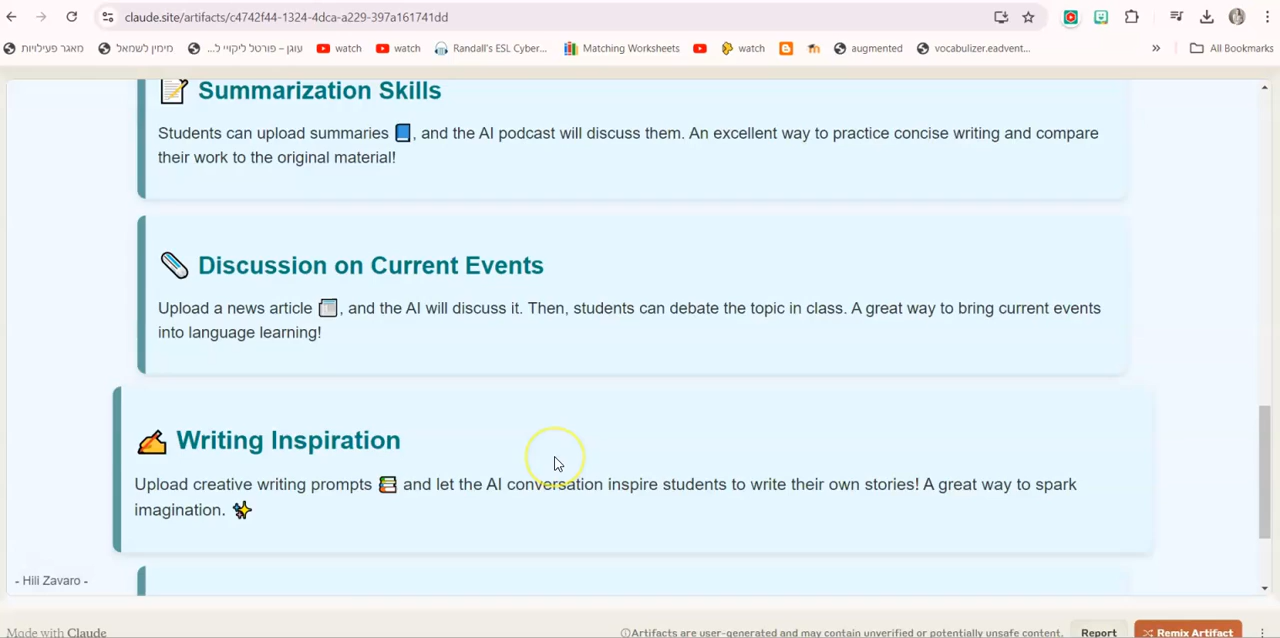 claude.site/artifacts/c4742f44-1324-4dca-a229-397a161741dd
מאגר פעילויות
מימין לשמאל
עוגן – פורטל ליקויי ל...
watch
watch
Randall's ESL Cyber...
Matching Worksheets
watch
augmented
vocabulizer.eadvent...
»
All Bookmarks
Summarization Skills
Students can upload summaries 📘, and the AI podcast will discuss them. An excellent way to practice concise writing and compare
their work to the original material!
Discussion on Current Events
Upload a news article 📰, and the AI will discuss it. Then, students can debate the topic in class. A great way to bring current events
into language learning!
Writing Inspiration
Upload creative writing prompts 📚 and let the AI conversation inspire students to write their own stories! A great way to spark
imagination. ✨
- Hili Zavaro -
Made with Claude
Artifacts are user-generated and may contain unverified or potentially unsafe content.
Report
Remix Artifact